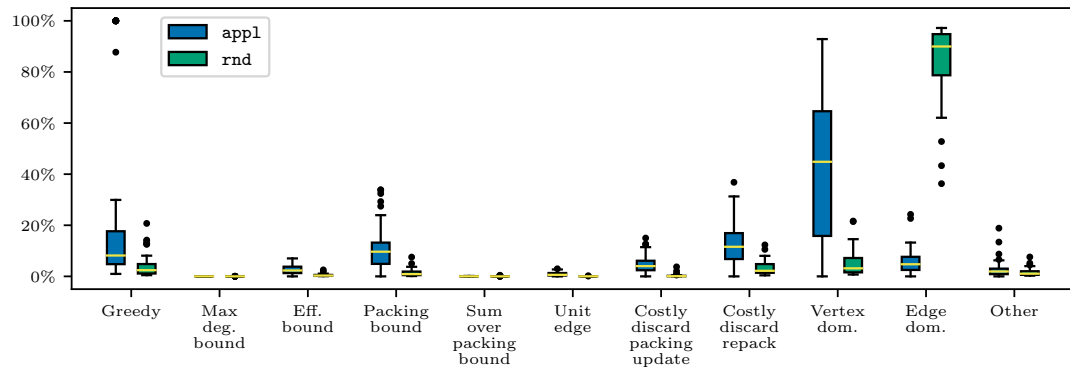 100%
80%
60%
40%
20%
0%
appl
rnd
Greedy
Max
deg.
bound
Eff.
bound
Packing
bound
Sum
over
packing
bound
Unit
edge
Costly
discard
packing
update
Costly
discard
repack
Vertex
dom.
Edge
dom.
Other